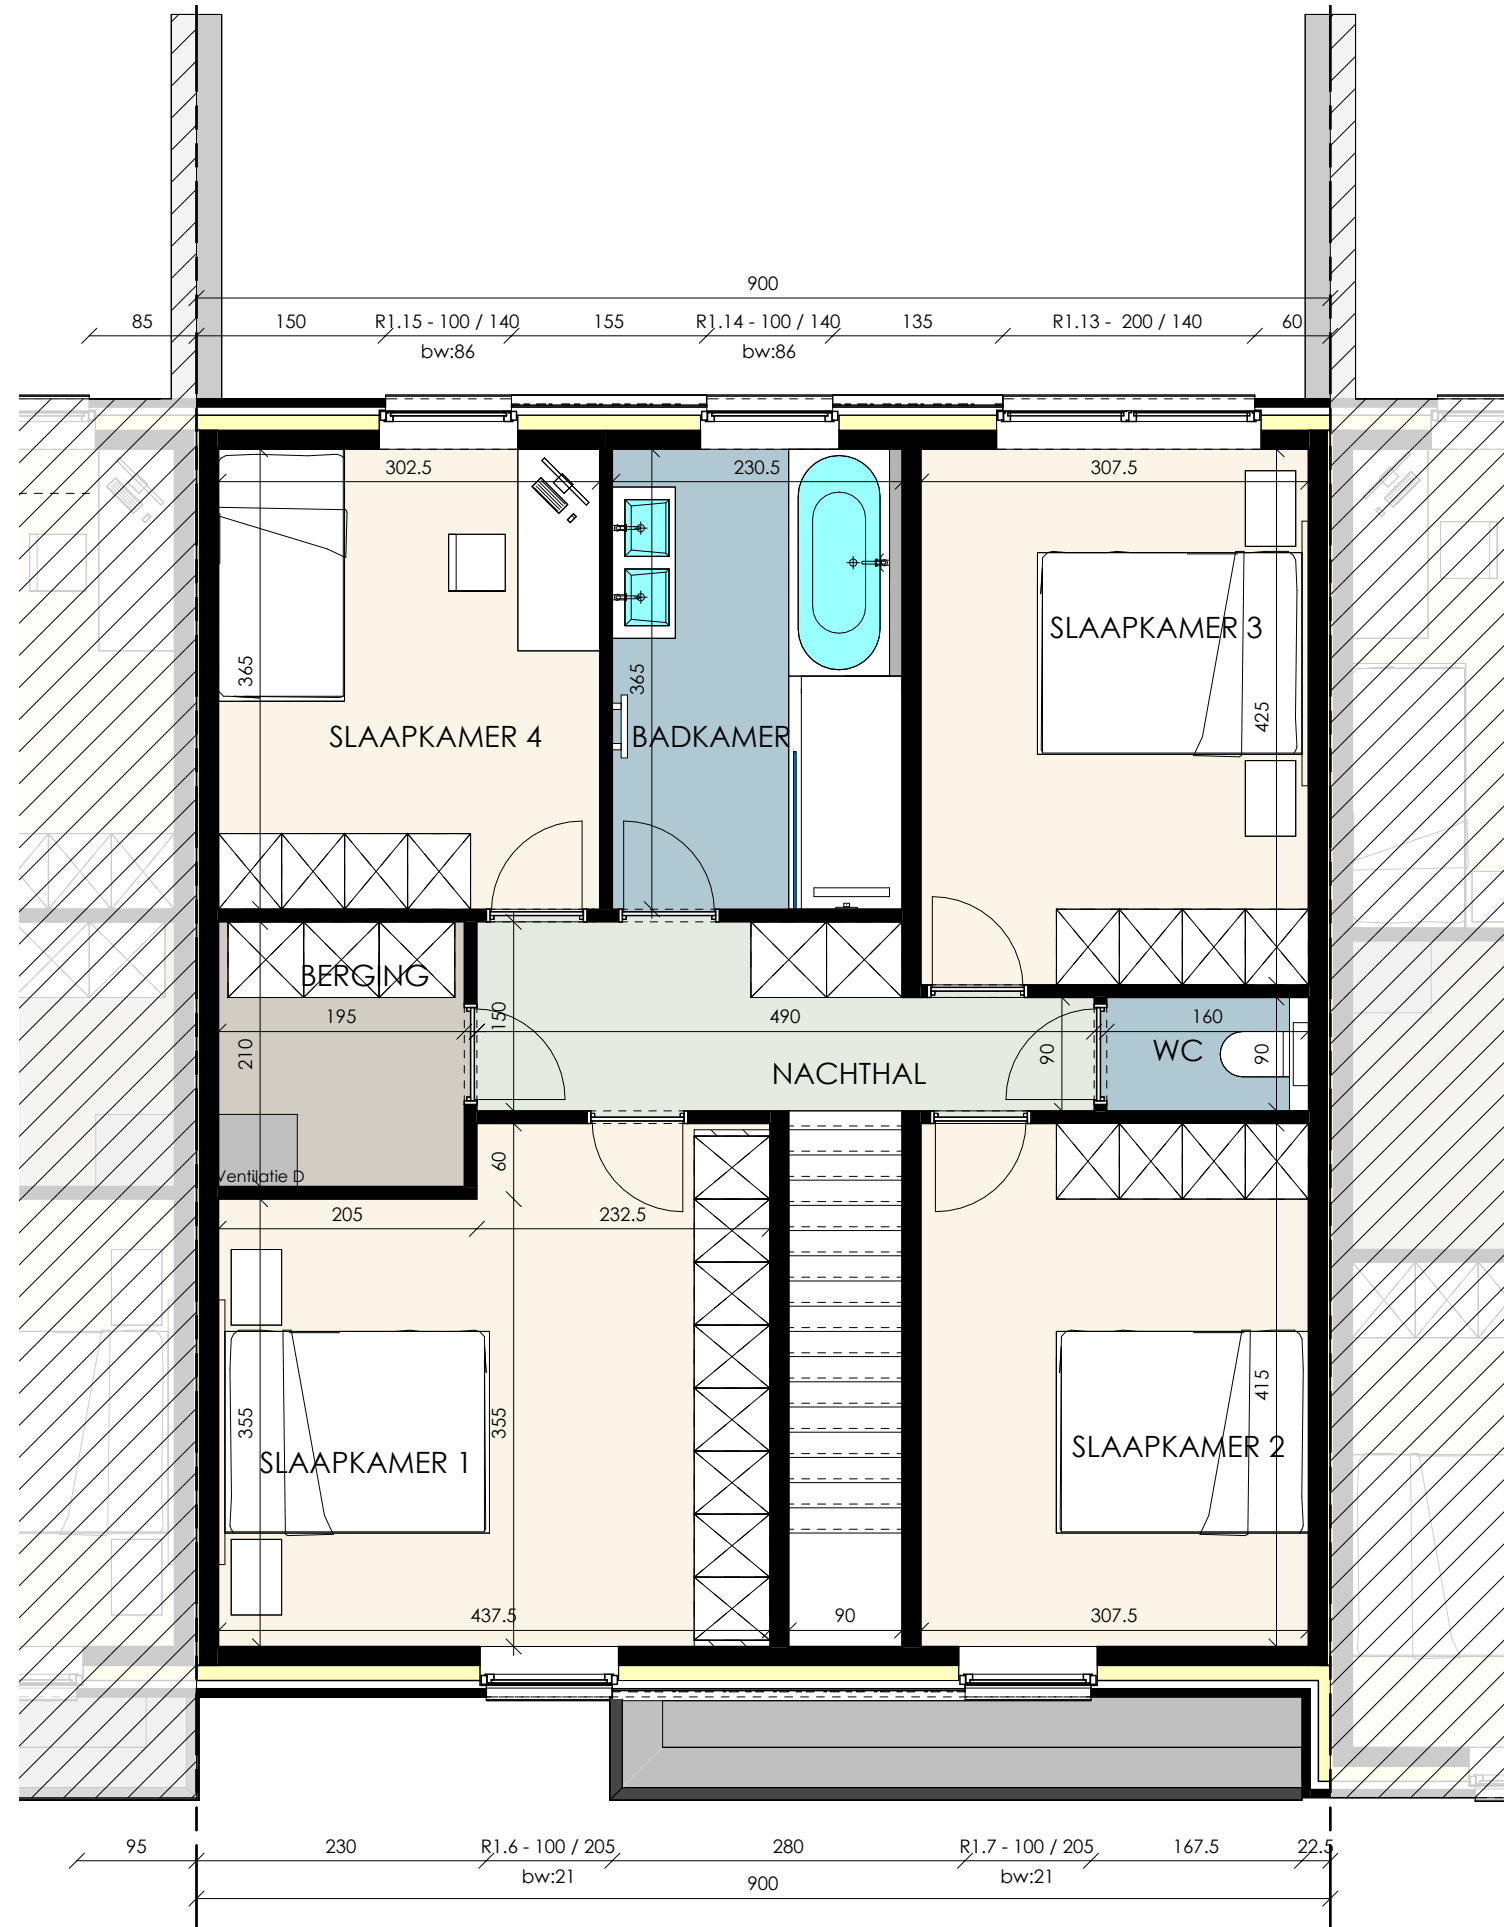 900
85
150
R1.15 - 100 / 140
155
R1.14 - 100 / 140
135
R1.13 - 200 / 140
60
bw:86
bw:86
302.5
230.5
307.5
SLAAPKAMER 3
365
365
425
SLAAPKAMER 4
BADKAMER
BERGING
195
150
490
160
210
90
WC
90
NACHTHAL
Ventilatie D
60
205
232.5
355
355
415
SLAAPKAMER 1
SLAAPKAMER 2
437.5
90
307.5
95
230
R1.6 - 100 / 205
280
R1.7 - 100 / 205
167.5
22.5
bw:21
bw:21
900